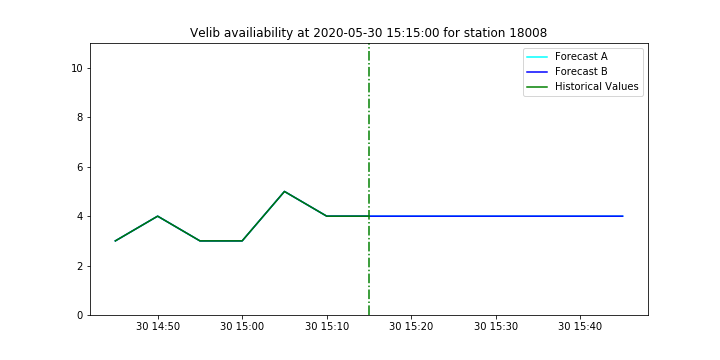 Velib availiability at 2020-05-30 15:15:00 for station 18008
Forecast A
Forecast B
Historical Values
10
8
6
4
2
0
30 14:50 30 15:00 30 15:10 30 15:20 30 15:30 30 15:40